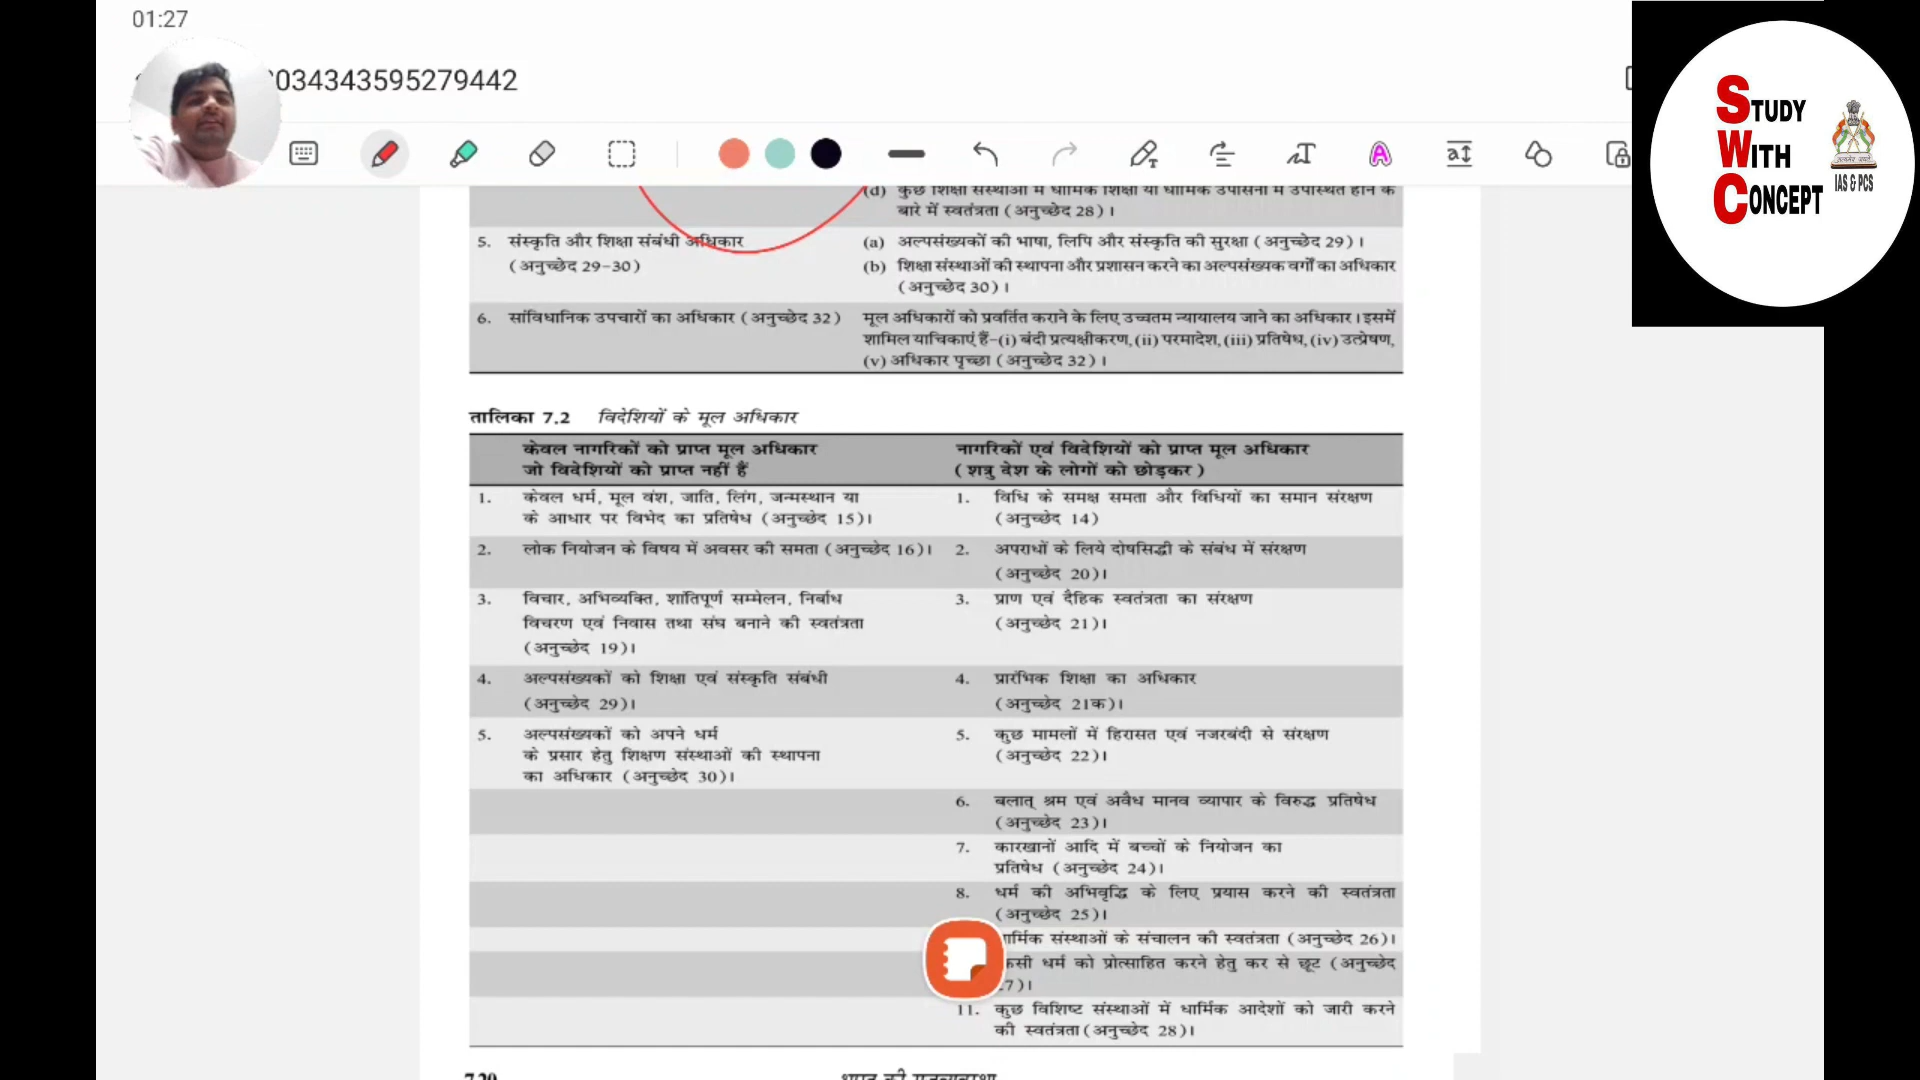 01:27
034343595279442
STUDY
WITH
CONCEPT
IAS & PCS
(d) कुछ शिक्षा संस्थाओं में धार्मिक शिक्षा या धार्मिक उपासना में उपस्थित होने के
बारे में स्वतंत्रता (अनुच्छेद 28)।
5. संस्कृति और शिक्षा संबंधी अधिकार
(अनुच्छेद 29-30)
(a) अल्पसंख्यकों की भाषा, लिपि और संस्कृति की सुरक्षा (अनुच्छेद 29)।
(b) शिक्षा संस्थाओं की स्थापना और प्रशासन करने का अल्पसंख्यक वर्गों का अधिकार
(अनुच्छेद 30)।
6. सांविधानिक उपचारों का अधिकार (अनुच्छेद 32)
मूल अधिकारों को प्रवर्तित कराने के लिए उच्चतम न्यायालय जाने का अधिकार। इसमें
शामिल याचिकाएं हैं-(i) बंदी प्रत्यक्षीकरण, (ii) परमादेश, (iii) प्रतिषेध, (iv) उत्प्रेषण,
(v) अधिकार पृच्छा (अनुच्छेद 32)।
तालिका 7.2 विदेशियों के मूल अधिकार
केवल नागरिकों को प्राप्त मूल अधिकार
जो विदेशियों को प्राप्त नहीं हैं
नागरिकों एवं विदेशियों को प्राप्त मूल अधिकार
(शत्रु देश के लोगों को छोड़कर)
1. केवल धर्म, मूल वंश, जाति, लिंग, जन्मस्थान या
के आधार पर विभेद का प्रतिषेध (अनुच्छेद 15)।
1. विधि के समक्ष समता और विधियों का समान संरक्षण
(अनुच्छेद 14)
2. लोक नियोजन के विषय में अवसर की समता (अनुच्छेद 16)।
2. अपराधों के लिये दोषसिद्धी के संबंध में संरक्षण
(अनुच्छेद 20)।
3. विचार, अभिव्यक्ति, शांतिपूर्ण सम्मेलन, निर्बाध
विचरण एवं निवास तथा संघ बनाने की स्वतंत्रता
(अनुच्छेद 19)।
3. प्राण एवं दैहिक स्वतंत्रता का संरक्षण
(अनुच्छेद 21)।
4. अल्पसंख्यकों को शिक्षा एवं संस्कृति संबंधी
(अनुच्छेद 29)।
4. प्रारंभिक शिक्षा का अधिकार
(अनुच्छेद 21क)।
5. अल्पसंख्यकों को अपने धर्म
के प्रसार हेतु शिक्षण संस्थाओं की स्थापना
का अधिकार (अनुच्छेद 30)।
5. कुछ मामलों में हिरासत एवं नजरबंदी से संरक्षण
(अनुच्छेद 22)।
6. बलात् श्रम एवं अवैध मानव व्यापार के विरुद्ध प्रतिषेध
(अनुच्छेद 23)।
7. कारखानों आदि में बच्चों के नियोजन का
प्रतिषेध (अनुच्छेद 24)।
8. धर्म की अभिवृद्धि के लिए प्रयास करने की स्वतंत्रता
(अनुच्छेद 25)।
संस्थाओं के संचालन की स्वतंत्रता (अनुच्छेद 26)।
धर्म को प्रोत्साहित करने हेतु कर से छूट (अनुच्छेद
7)।
11. कुछ विशिष्ट संस्थाओं में धार्मिक आदेशों को जारी करने
की स्वतंत्रता (अनुच्छेद 28)।